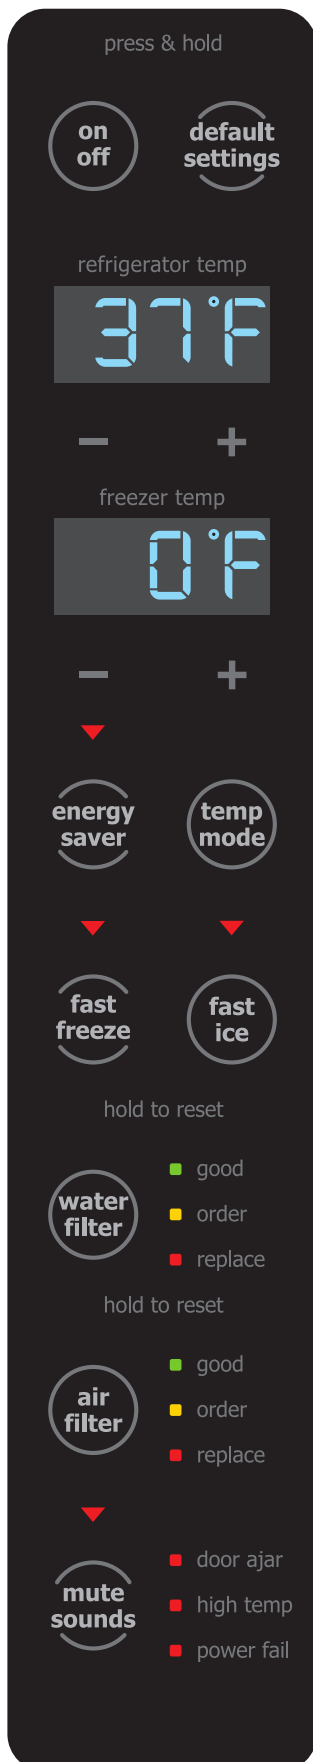 press & hold
on
off
default
settings
refrigerator temp
37°F
− +
freezer temp
0°F
− +
energy
saver
temp
mode
fast
freeze
fast
ice
hold to reset
water
filter
good
order
replace
hold to reset
air
filter
good
order
replace
mute
sounds
door ajar
high temp
power fail